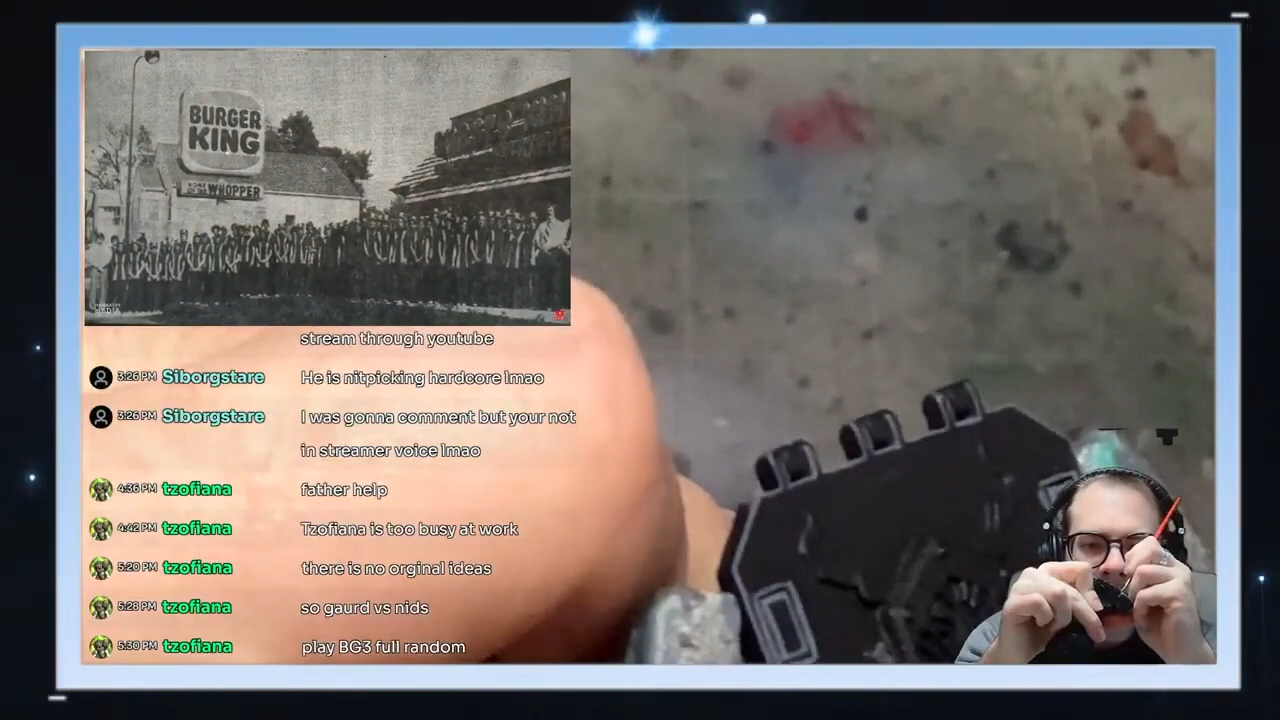 BURGER
KING
HOME
OF THE WHOPPER
stream through youtube
3:26 PM Siborgstare He is nitpicking hardcore lmao
3:26 PM Siborgstare I was gonna comment but your not
in streamer voice lmao
4:36 PM tzofiana father help
4:42 PM tzofiana Tzofiana is too busy at work
5:20 PM tzofiana there is no orginal ideas
5:28 PM tzofiana so gaurd vs nids
5:30 PM tzofiana play BG3 full random